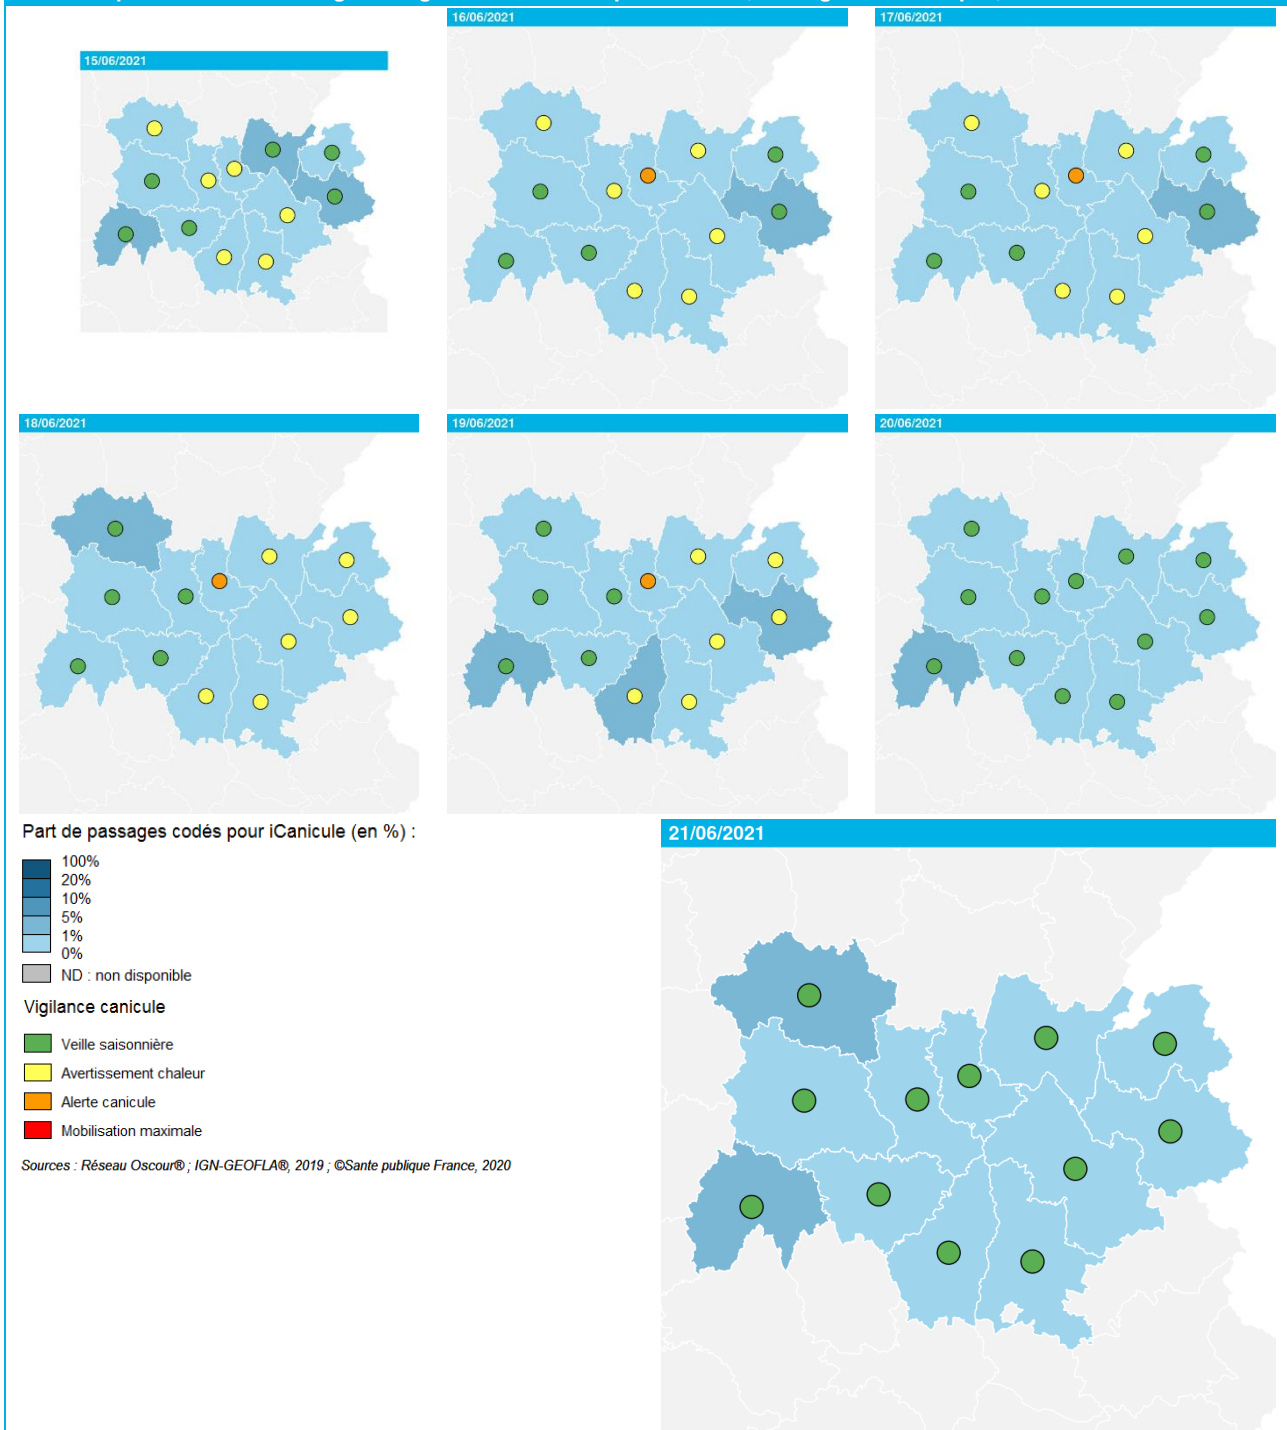 15/06/2021
16/06/2021
17/06/2021
18/06/2021
19/06/2021
20/06/2021
Part de passages codés pour iCanicule (en %) :
100%
20%
10%
5%
1%
0%
ND : non disponible
Vigilance canicule
Veille saisonnière
Avertissement chaleur
Alerte canicule
Mobilisation maximale
Sources : Réseau Oscour® ; IGN-GEOFLA®, 2019 ; ©Sante publique France, 2020
21/06/2021